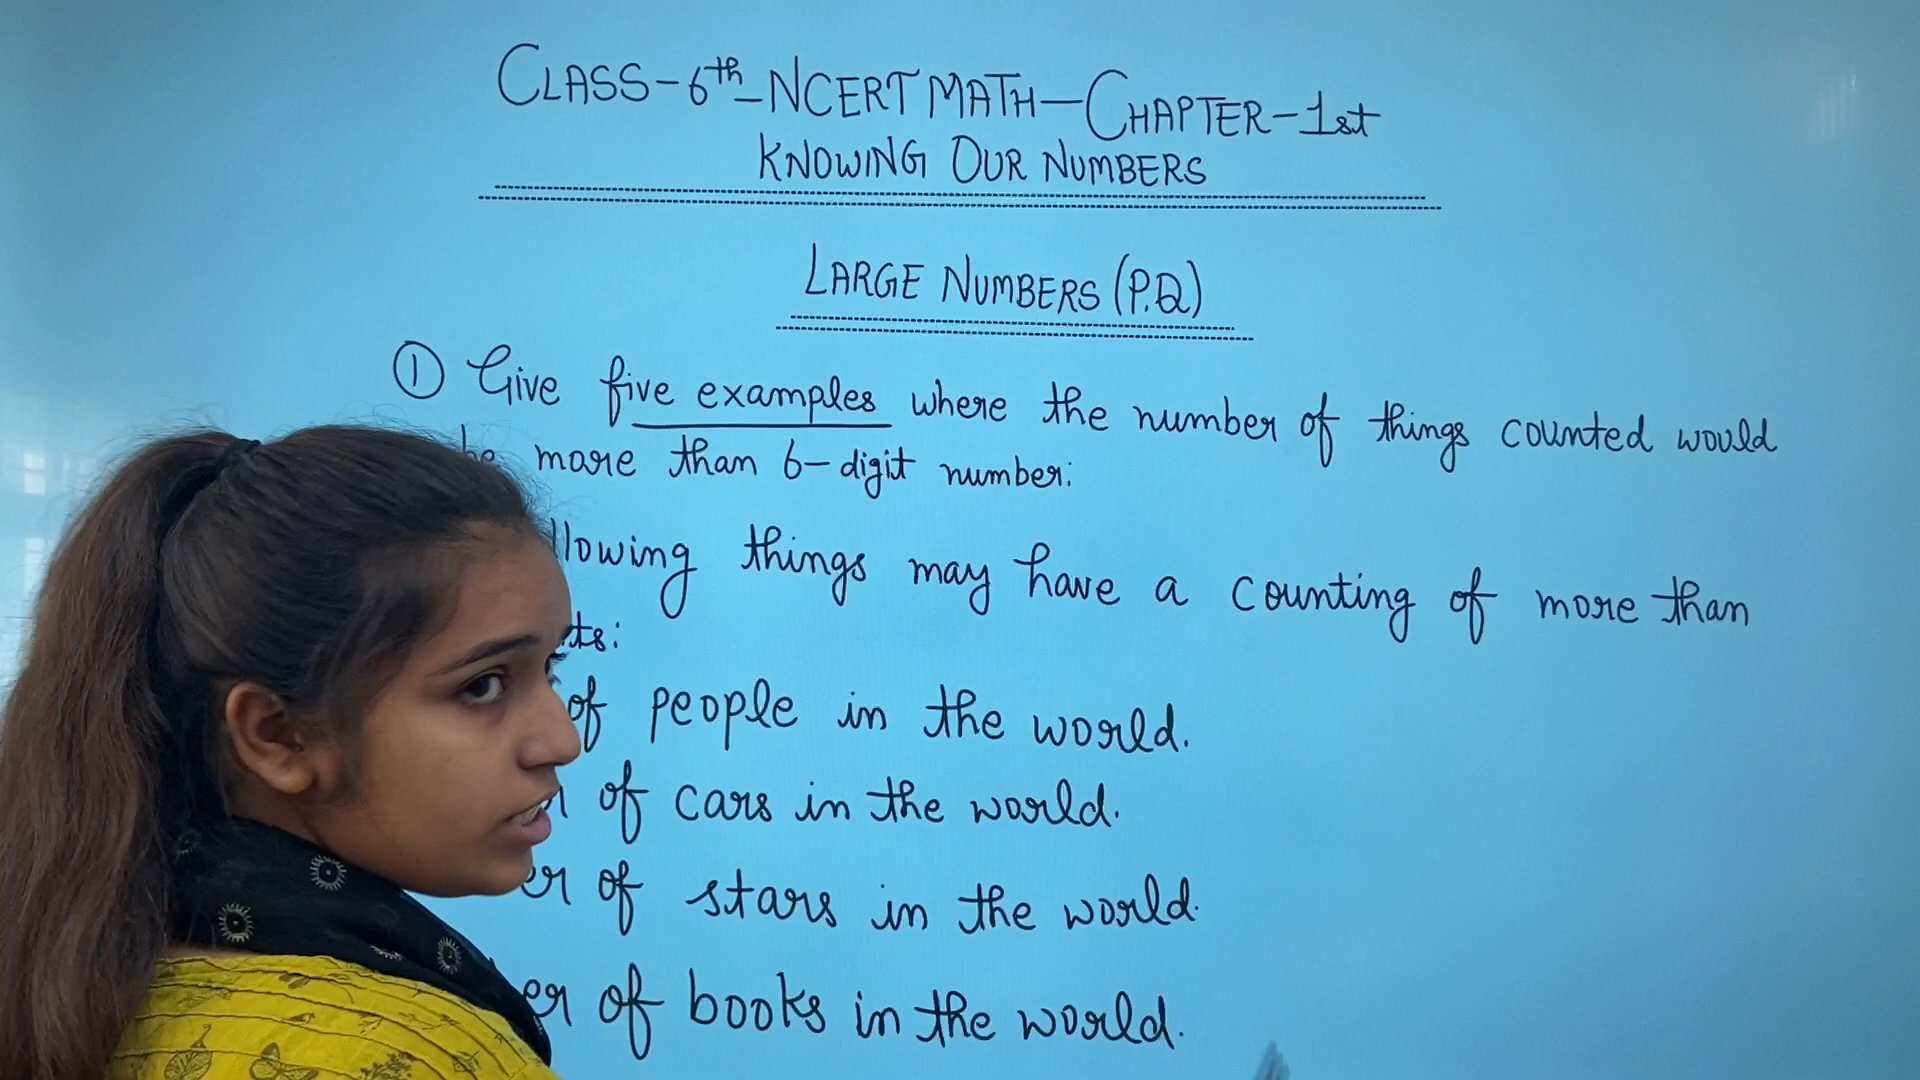 CLASS-6th-NCERT MATH-CHAPTER-1st
KNOWING OUR NUMBERS
LARGE NUMBERS (P.Q)
① Give five examples where the number of things counted would
more than 6-digit number:
things may have a counting of more than
of people in the world.
of cars in the world.
of stars in the world.
of books in the world.